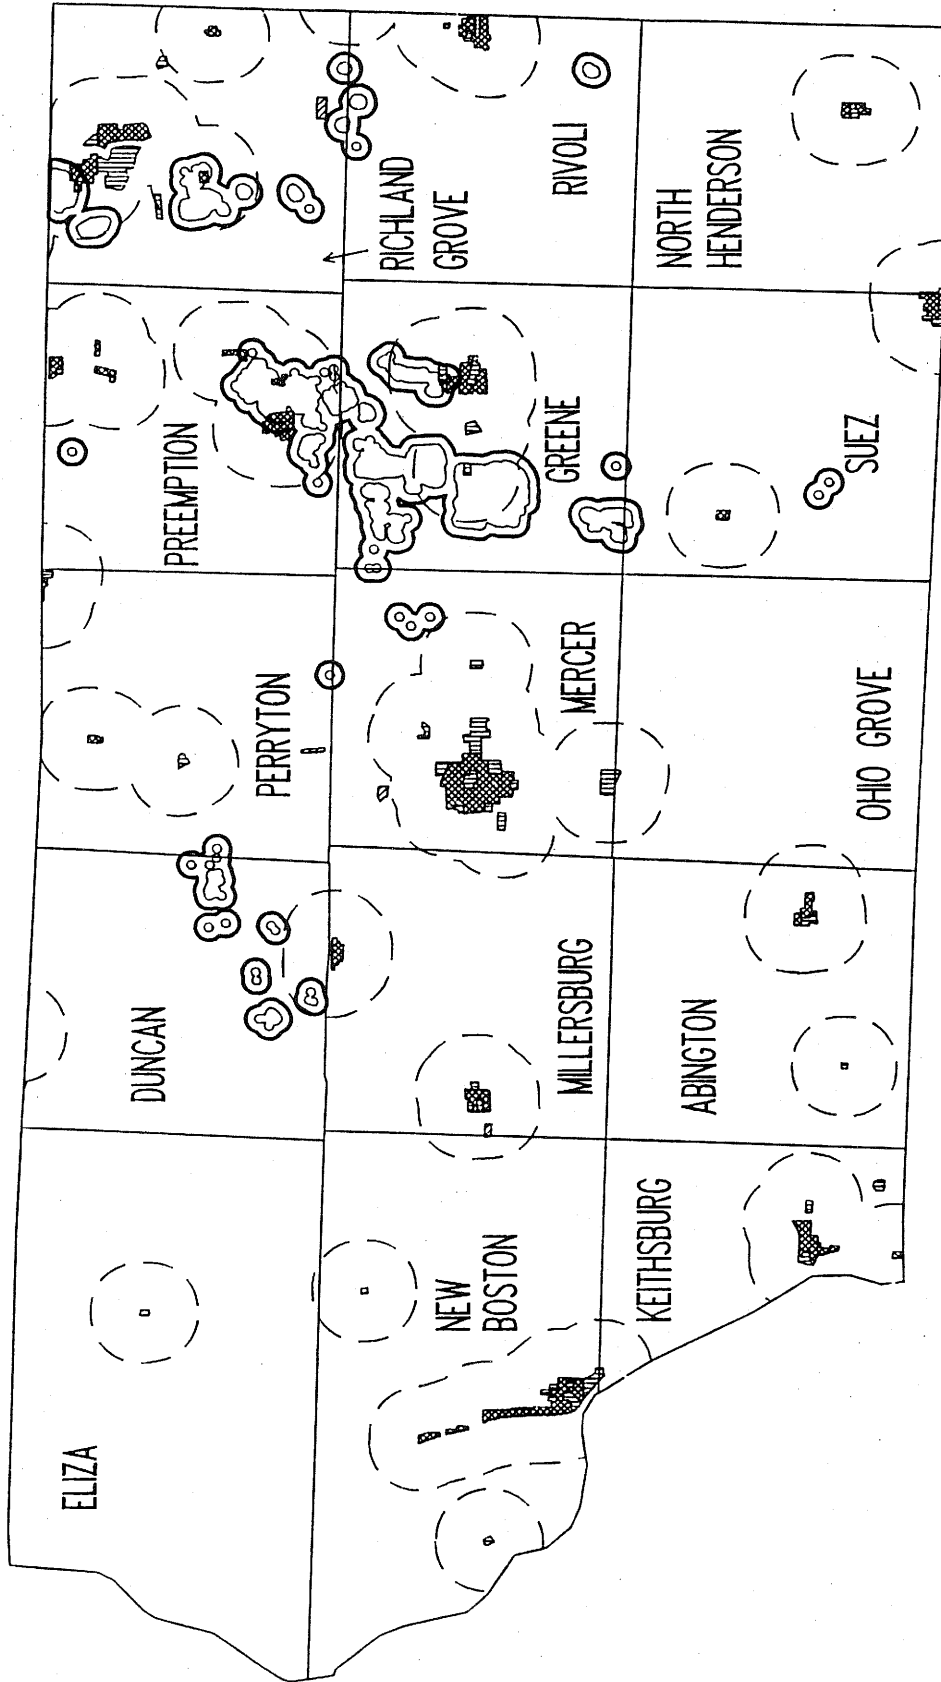 ELIZA
DUNCAN
PERRYTON
PREEMPTION
RICHLAND
GROVE
NEW
BOSTON
MILLERSBURG
MERCER
GREENE
RIVOLI
KEITHSBURG
ABINGTON
OHIO GROVE
SUEZ
NORTH
HENDERSON